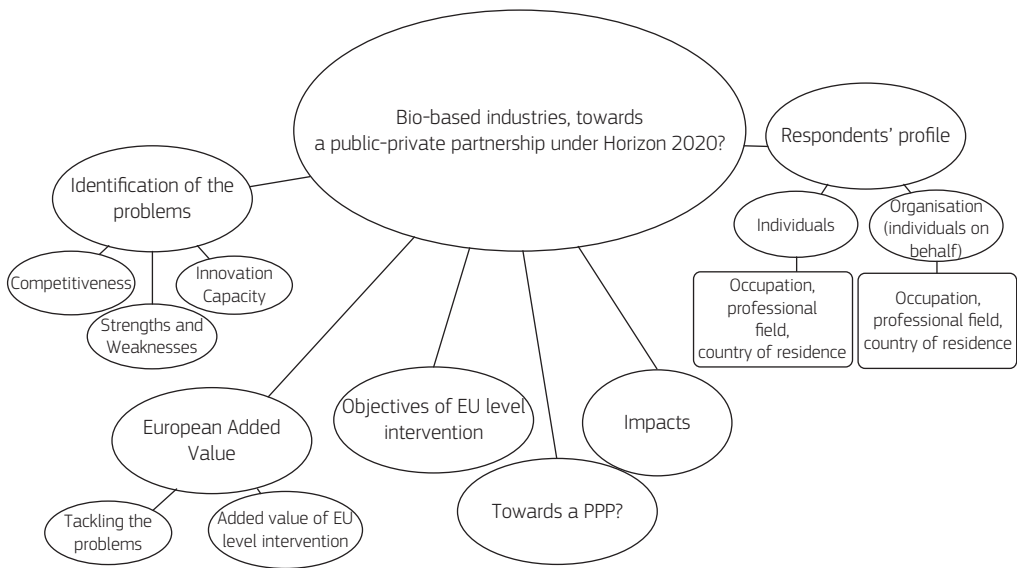 Bio-based industries, towards
a public-private partnership under Horizon 2020?
Respondents’ profile
Individuals
Organisation
(individuals on
behalf)
Occupation,
professional
field,
country of residence
Occupation,
professional field,
country of residence
Identification of the
problems
Competitiveness
Innovation
Capacity
Strengths and
Weaknesses
European Added
Value
Tackling the
problems
Added value of EU
level intervention
Objectives of EU level
intervention
Towards a PPP?
Impacts